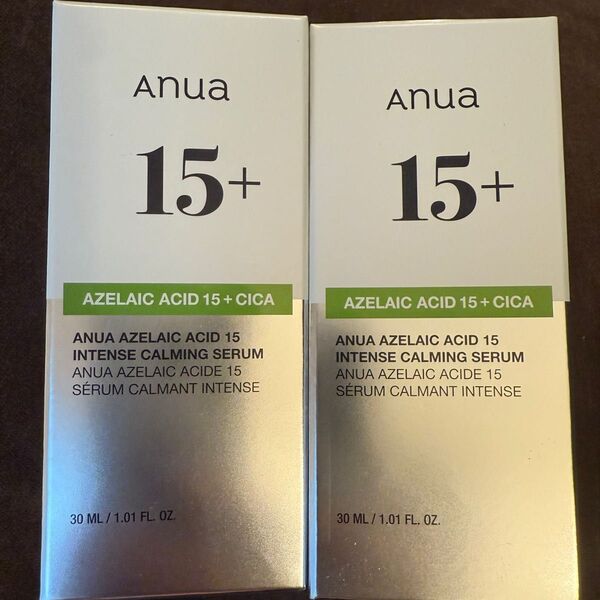 Anua
15+
AZELAIC ACID 15 + CICA
ANUA AZELAIC ACID 15
INTENSE CALMING SERUM
ANUA AZELAIC ACIDE 15
SÉRUM CALMANT INTENSE
30 ML / 1.01 FL. OZ.
Anua
15+
AZELAIC ACID 15 + CICA
ANUA AZELAIC ACID 15
INTENSE CALMING SERUM
ANUA AZELAIC ACIDE 15
SÉRUM CALMANT INTENSE
30 ML / 1.01 FL. OZ.